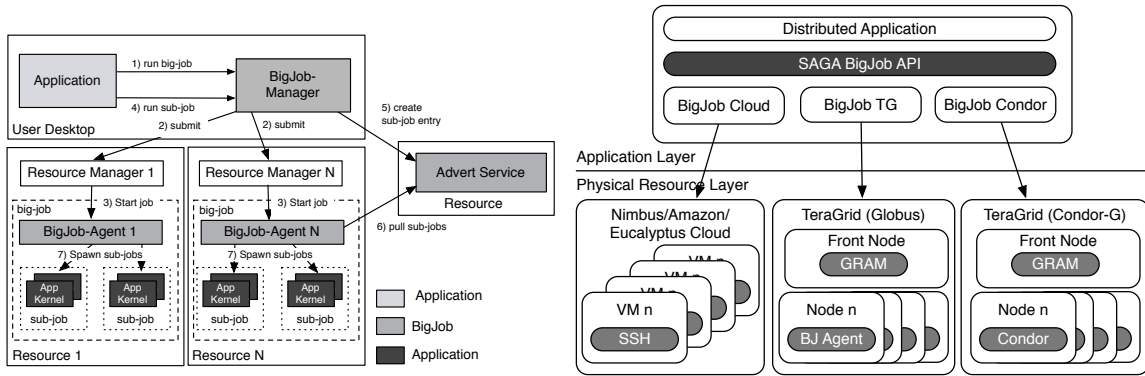 Application
1) run big-job
4) run sub-job
BigJob-
Manager
User Desktop
2) submit
2) submit
5) create
sub-job entry
Advert Service
Resource
6) pull sub-jobs
Resource Manager 1
3) Start job
big-job
BigJob-Agent 1
7) Spawn sub-jobs
App
Kernel
App
Kernel
sub-job
sub-job
Resource 1
Resource Manager N
3) Start job
big-job
BigJob-Agent N
7) Spawn sub-jobs
App
Kernel
App
Kernel
sub-job
sub-job
Resource N
Application
BigJob
Application
Distributed Application
SAGA BigJob API
BigJob Cloud
BigJob TG
BigJob Condor
Application Layer
Physical Resource Layer
Nimbus/Amazon/
Eucalyptus Cloud
VM n
VM n
SSH
TeraGrid (Globus)
Front Node
GRAM
Node n
BJ Agent
TeraGrid (Condor-G)
Front Node
GRAM
Node n
Condor